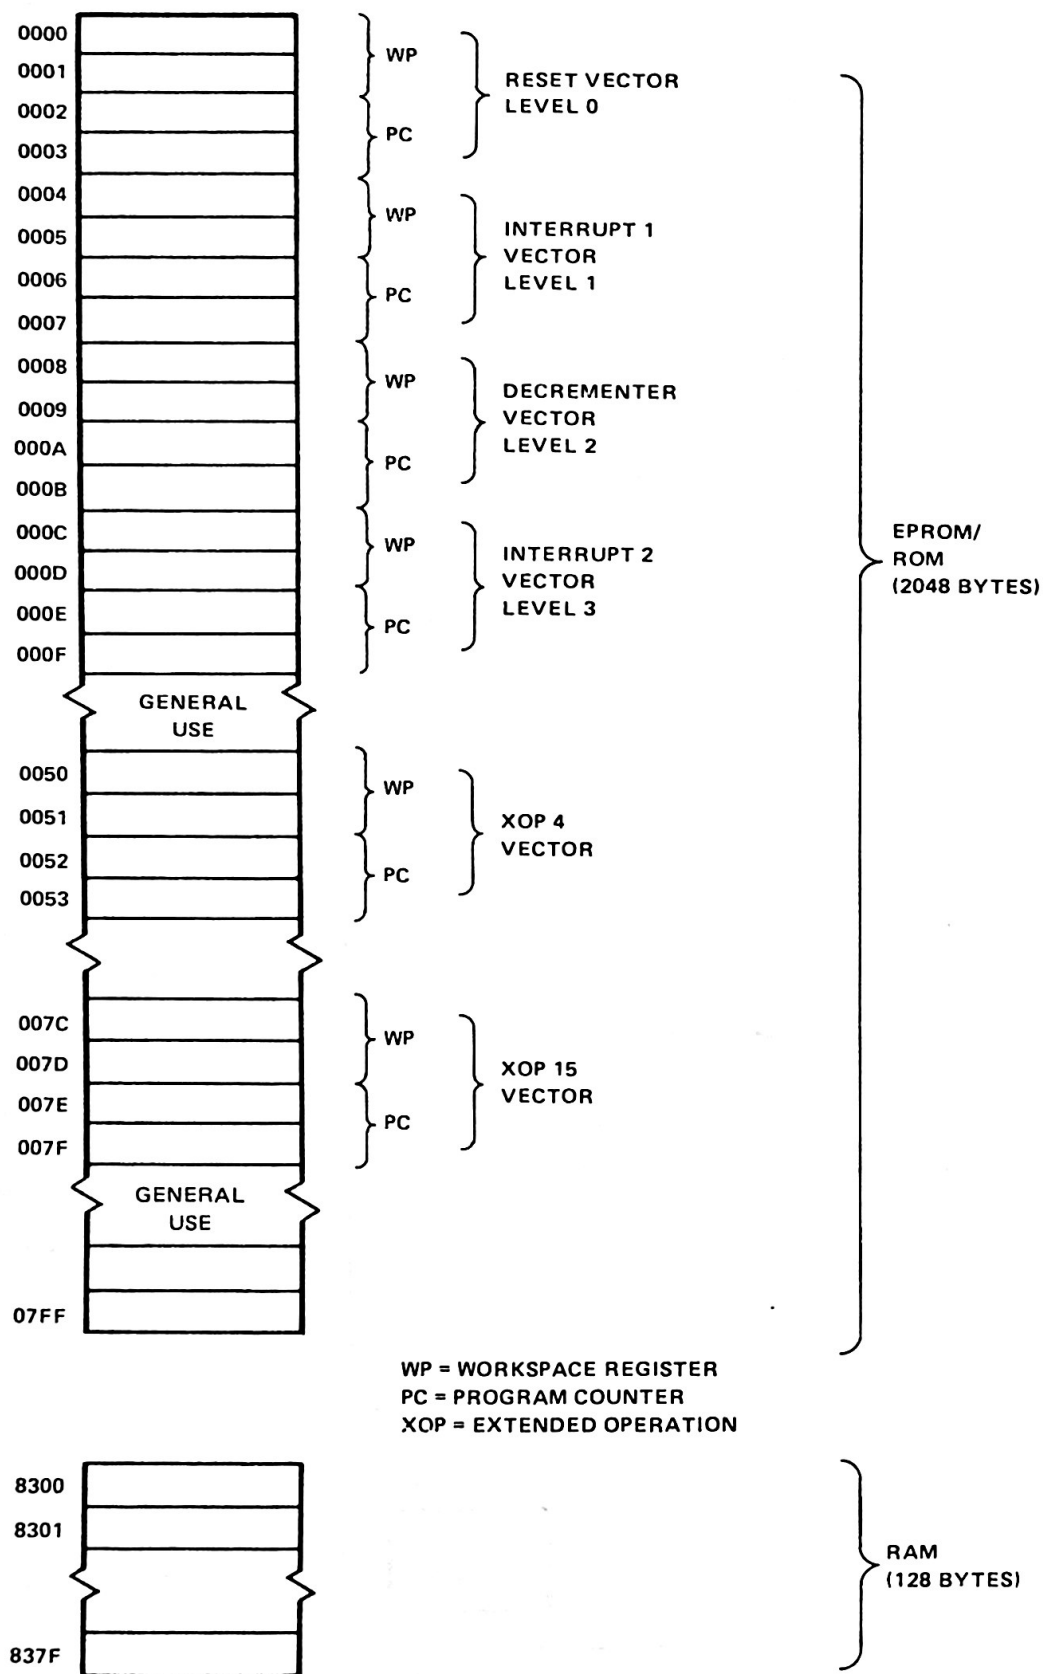 0000
0001
WP
0002
0003
PC
RESET VECTOR
LEVEL 0
0004
0005
WP
0006
0007
PC
INTERRUPT 1
VECTOR
LEVEL 1
0008
0009
WP
000A
000B
PC
DECREMENTER
VECTOR
LEVEL 2
000C
000D
WP
000E
000F
PC
INTERRUPT 2
VECTOR
LEVEL 3
GENERAL
USE
0050
0051
WP
0052
0053
PC
XOP 4
VECTOR
007C
007D
WP
007E
007F
PC
XOP 15
VECTOR
GENERAL
USE
07FF
EPROM/
ROM
(2048 BYTES)
WP = WORKSPACE REGISTER
PC = PROGRAM COUNTER
XOP = EXTENDED OPERATION
8300
8301
837F
RAM
(128 BYTES)